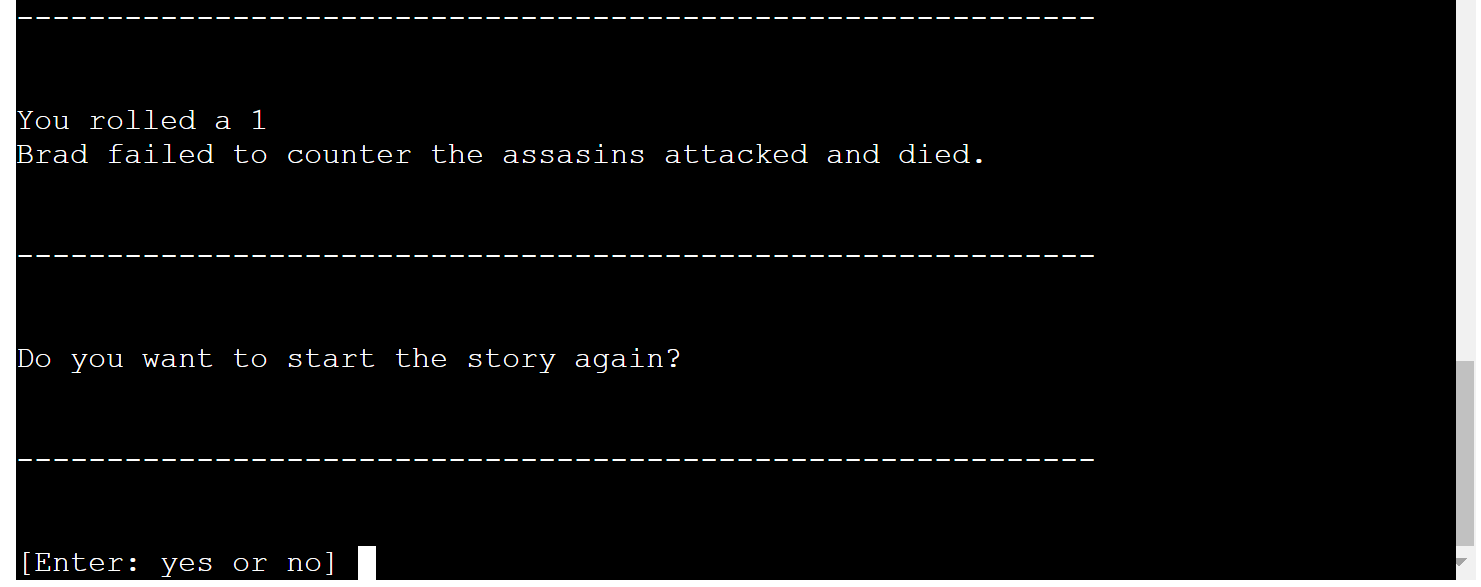 ------------------------------------------------------------
You rolled a 1
Brad failed to counter the assasins attacked and died.
------------------------------------------------------------
Do you want to start the story again?
------------------------------------------------------------
[Enter: yes or no]